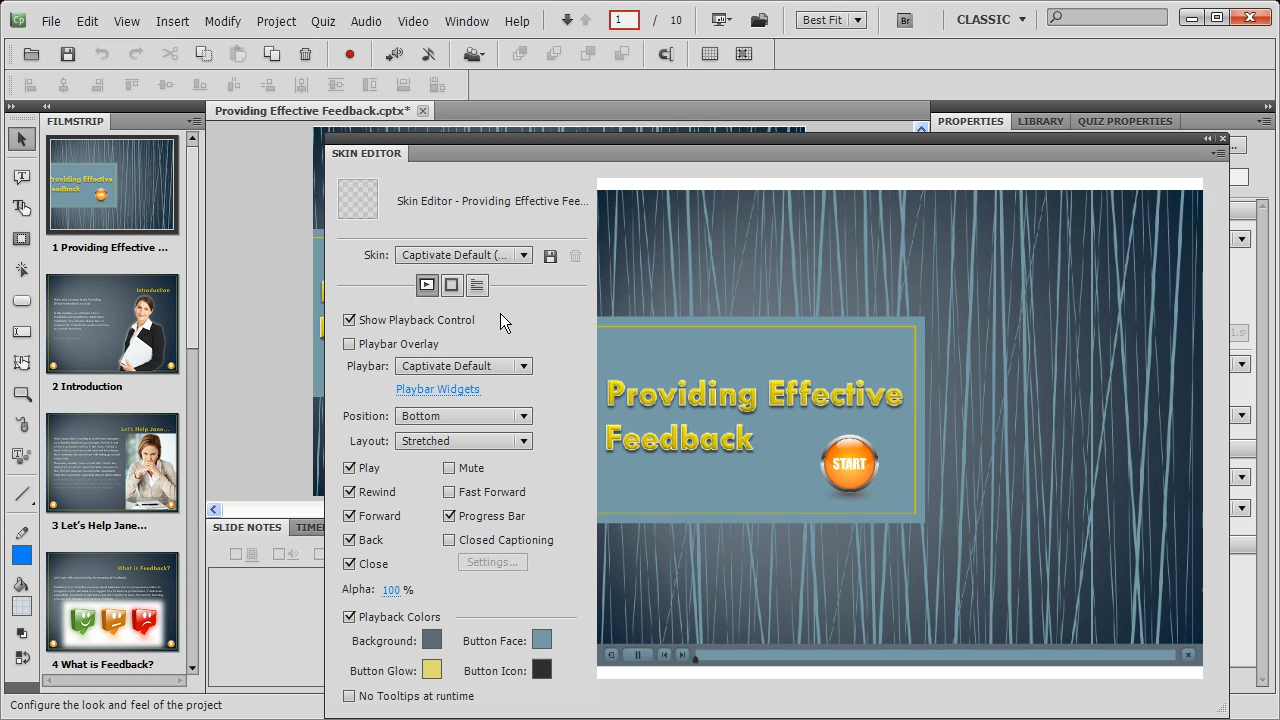 Cp File Edit View Insert Modify Project Quiz Audio Video Window Help 1 / 10 Best Fit Br CLASSIC
Providing Effective Feedback.cptx*
FILMSTRIP
PROPERTIES LIBRARY QUIZ PROPERTIES
SKIN EDITOR
Skin Editor - Providing Effective Fee...
Skin: Captivate Default (...
Show Playback Control
Playbar Overlay
Playbar: Captivate Default
Playbar Widgets
Position: Bottom
Layout: Stretched
Play Mute
Rewind Fast Forward
Forward Progress Bar
Back Closed Captioning
Close Settings...
Alpha: 100 %
Playback Colors
Background: Button Face:
Button Glow: Button Icon:
No Tooltips at runtime
Providing Effective
Feedback
START
1 Providing Effective ...
Introduction
2 Introduction
Let's Help Jane...
3 Let's Help Jane...
What is Feedback?
4 What is Feedback?
SLIDE NOTES
Configure the look and feel of the project